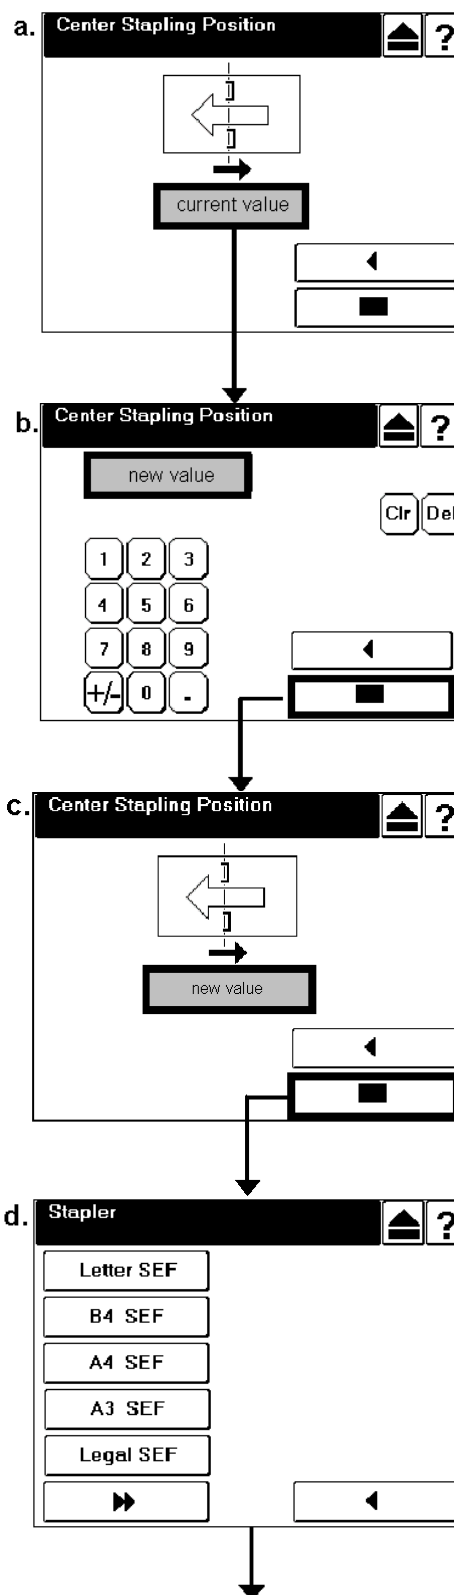 a. Center Stapling Position ?
current value
b. Center Stapling Position ?
new value
Clr Del
1 2 3
4 5 6
7 8 9
+/- 0 .
c. Center Stapling Position ?
new value
d. Stapler ?
Letter SEF
B4 SEF
A4 SEF
A3 SEF
Legal SEF